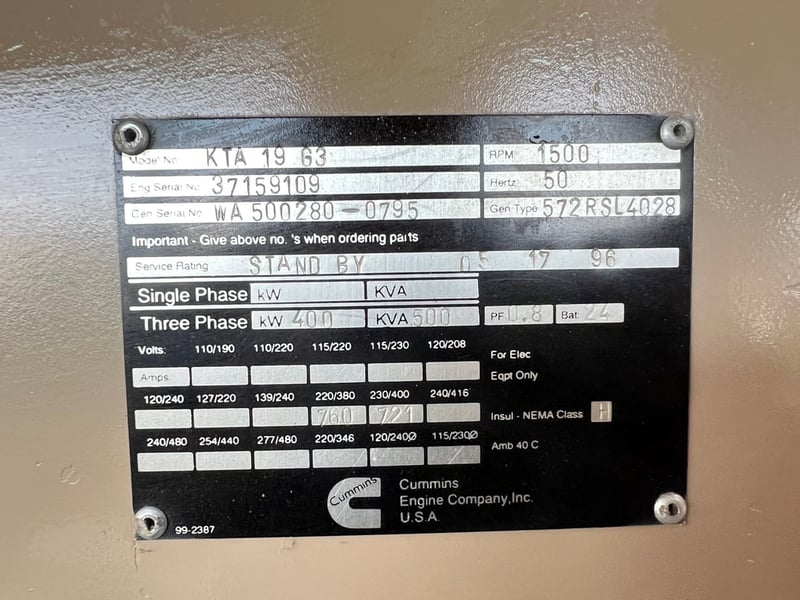 Model No KTA 19 G3 RPM 1500
Eng Serial No 37159109 Hertz 50
Gen Serial No WA 500280-0795 Gen Type 572RSL4028
Important - Give above no. 's when ordering parts
Service Rating STAND BY 05 17 96
Single Phase kW KVA
Three Phase kW 400 KVA 500 PF 0.8 Bat 24
Volts: 110/190 110/220 115/220 115/230 120/208 For Elec
Amps Eqpt Only
120/240 127/220 139/240 220/380 230/400 240/416
760 721 Insul - NEMA Class H
240/480 254/440 277/480 220/346 120/240Ø 115/230Ø Amb 40 C
Cummins
Cummins
Engine Company,Inc.
U.S.A.
99-2387